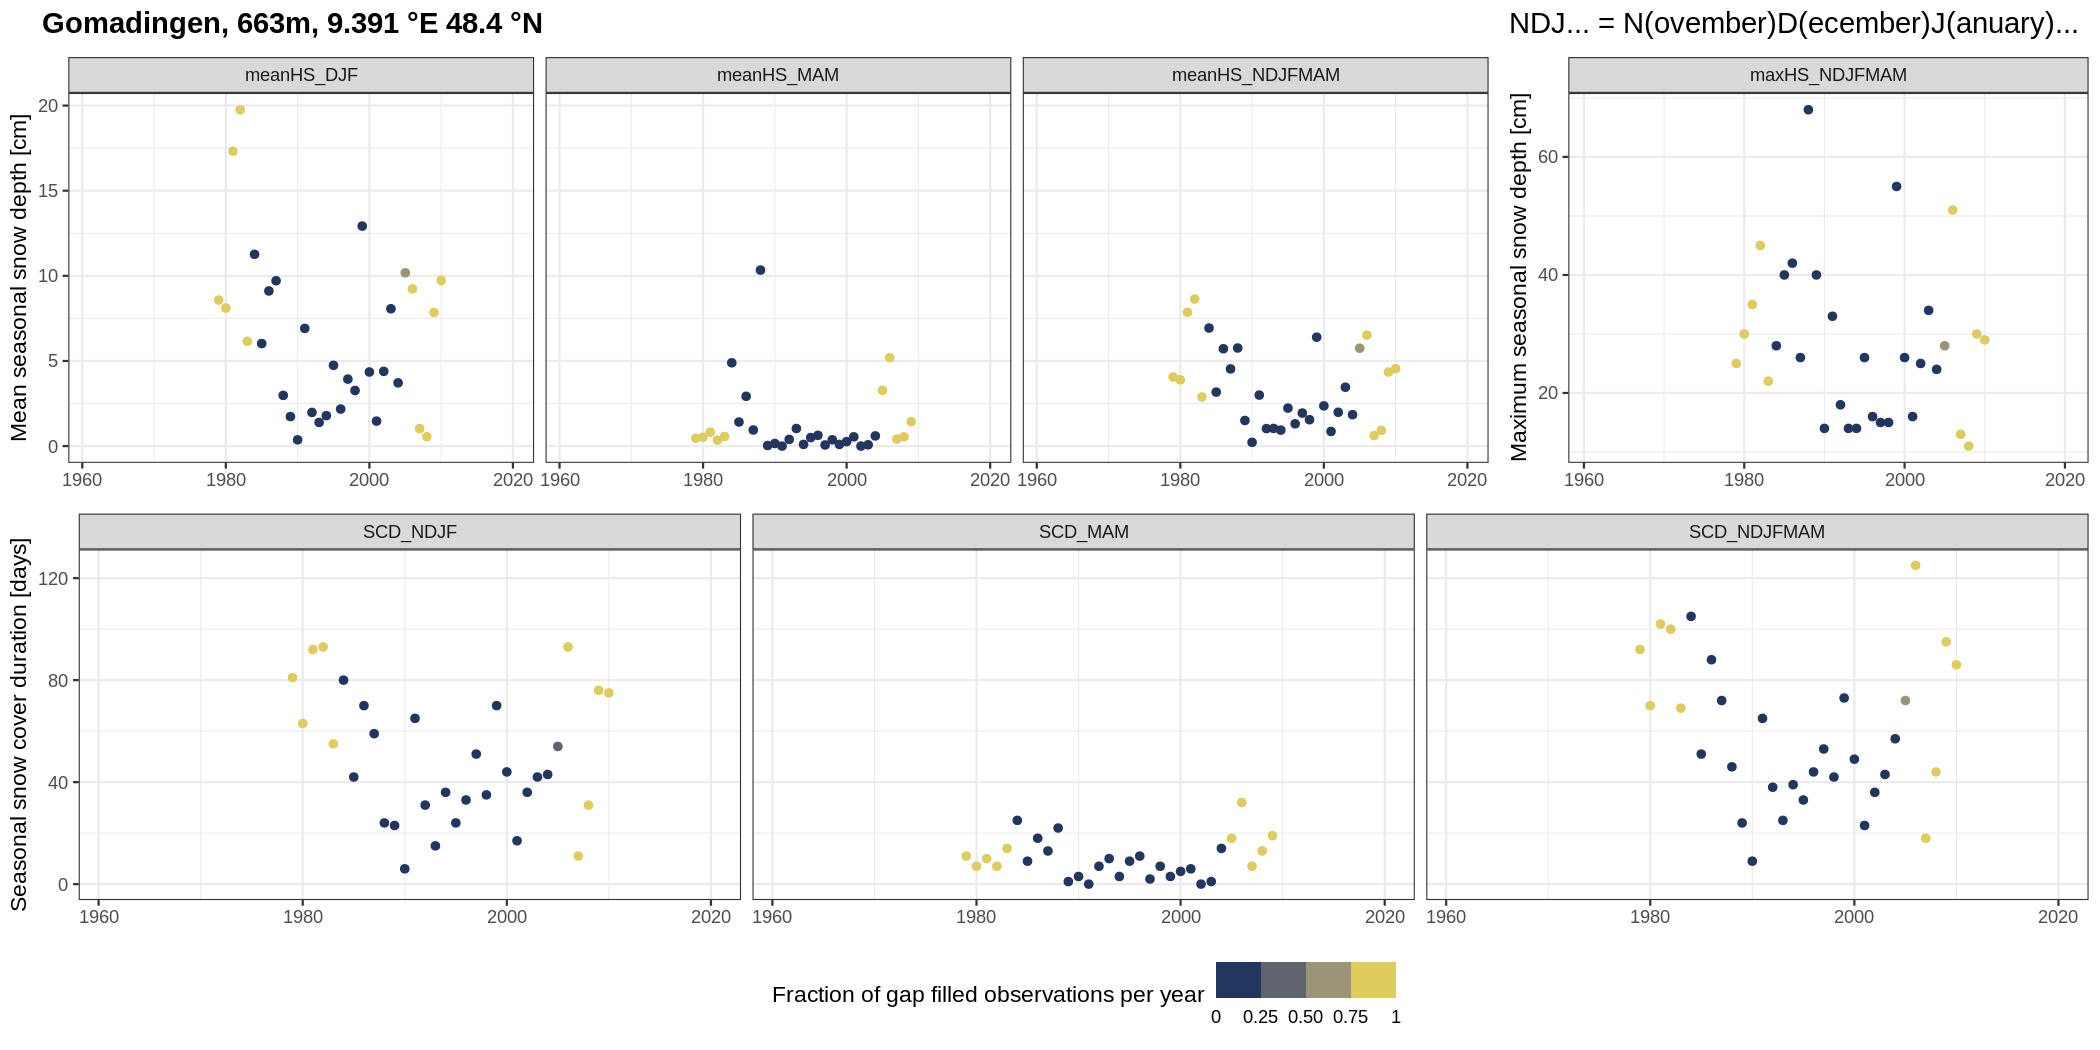 Gomadingen, 663m, 9.391 °E 48.4 °N
NDJ... = N(ovember)D(ecember)J(anuary)...
meanHS_DJF
meanHS_MAM
meanHS_NDJFMAM
maxHS_NDJFMAM
Mean seasonal snow depth [cm]
20
15
10
5
0
1960 1980 2000 2020
1960 1980 2000 2020
1960 1980 2000 2020
Maximum seasonal snow depth [cm]
60
40
20
1960 1980 2000 2020
SCD_NDJF
SCD_MAM
SCD_NDJFMAM
Seasonal snow cover duration [days]
120
80
40
0
1960 1980 2000 2020
1960 1980 2000 2020
1960 1980 2000 2020
Fraction of gap filled observations per year
0 0.25 0.50 0.75 1